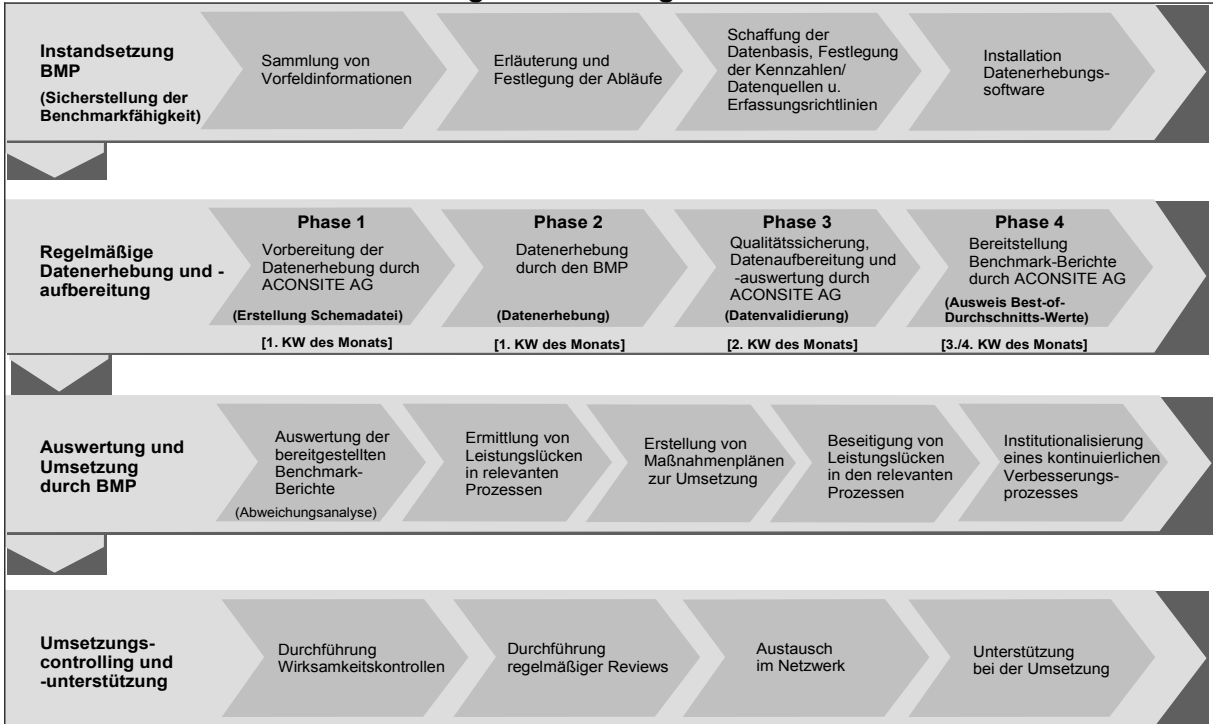 Instandsetzung
BMP
(Sicherstellung der
Benchmarkfähigkeit)
Sammlung von
Vorfeldinformationen
Erläuterung und
Festlegung der Abläufe
Schaffung der
Datenbasis, Festlegung
der Kennzahlen/
Datenquellen u.
Erfassungsrichtlinien
Installation
Datenerhebungs-
software
Regelmäßige
Datenerhebung und -
aufbereitung
Phase 1
Vorbereitung der
Datenerhebung durch
ACONSITE AG
(Erstellung Schemadatei)
[1. KW des Monats]
Phase 2
Datenerhebung
durch den BMP
(Datenerhebung)
[1. KW des Monats]
Phase 3
Qualitätssicherung,
Datenaufbereitung und
-auswertung durch
ACONSITE AG
(Datenvalidierung)
[2. KW des Monats]
Phase 4
Bereitstellung
Benchmark-Berichte
durch ACONSITE AG
(Ausweis Best-of-
Durchschnitts-Werte)
[3./4. KW des Monats]
Auswertung und
Umsetzung
durch BMP
Auswertung der
bereitgestellten
Benchmark-
Berichte
(Abweichungsanalyse)
Ermittlung von
Leistungslücken
in relevanten
Prozessen
Erstellung von
Maßnahmenplänen
zur Umsetzung
Beseitigung von
Leistungslücken
in den relevanten
Prozessen
Institutionalisierung
eines kontinuierlichen
Verbesserungs-
prozesses
Umsetzungs-
controlling und
-unterstützung
Durchführung
Wirksamkeitskontrollen
Durchführung
regelmäßiger Reviews
Austausch
im Netzwerk
Unterstützung
bei der Umsetzung